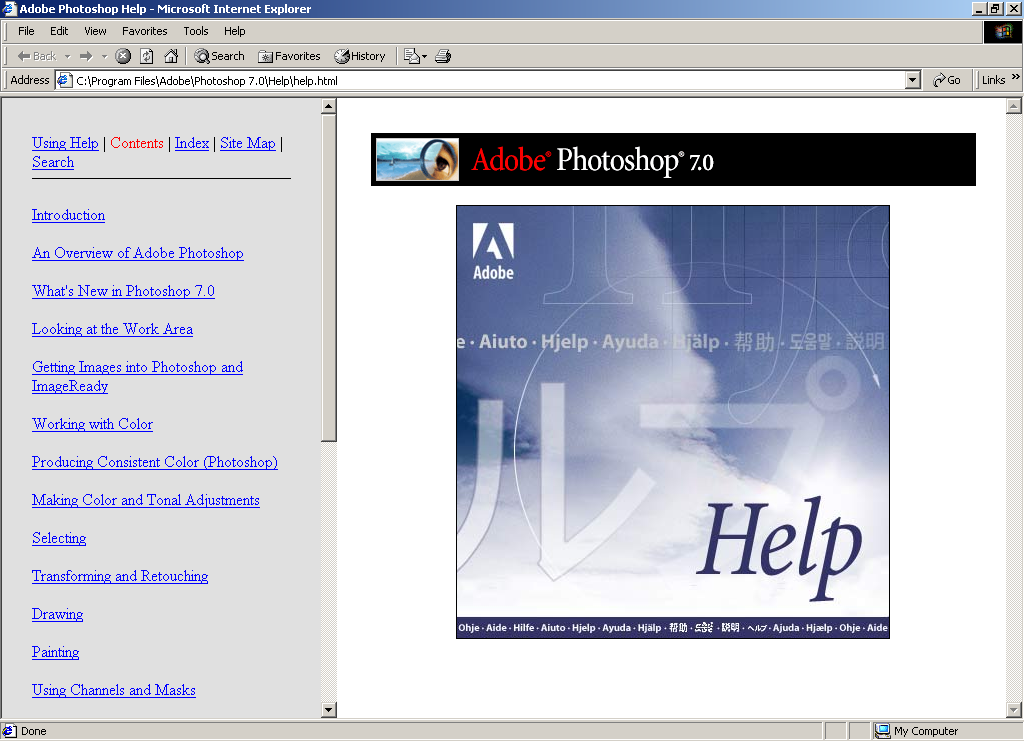 Adobe Photoshop Help - Microsoft Internet Explorer
File Edit View Favorites Tools Help
Back Search Favorites History
Address C:\Program Files\Adobe\Photoshop 7.0\Help\help.html Go Links »
Using Help | Contents | Index | Site Map |
Search
Introduction
An Overview of Adobe Photoshop
What's New in Photoshop 7.0
Looking at the Work Area
Getting Images into Photoshop and
ImageReady
Working with Color
Producing Consistent Color (Photoshop)
Making Color and Tonal Adjustments
Selecting
Transforming and Retouching
Drawing
Painting
Using Channels and Masks
Adobe® Photoshop® 7.0
Adobe
e · Aiuto · Hjelp · Ayuda · Hjälp · 帮助 · 도움말 · 説明
ルプ
Help
Ohje · Aide · Hilfe · Aiuto · Hjelp · Ayuda · Hjälp · 帮助 · 도움말 · 説明 · ヘルプ · Ajuda · Hjælp · Ohje · Aide
Done My Computer